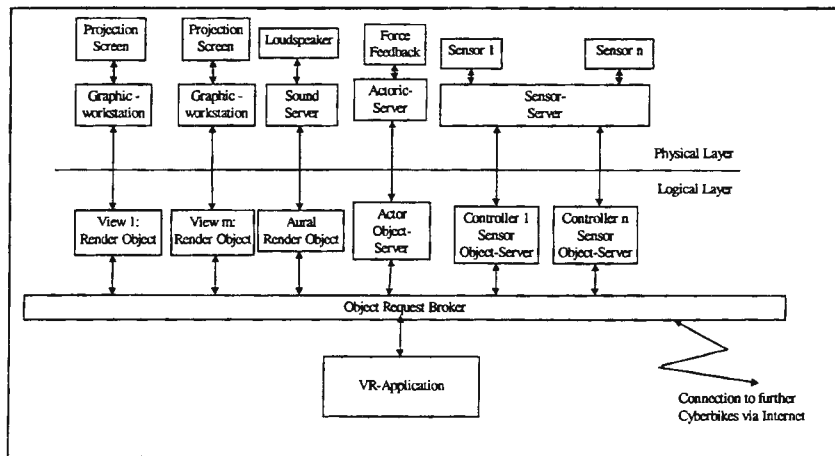 Projection
Screen
Projection
Screen
Loudspeaker
Force
Feedback
Sensor 1
Sensor n
Graphic -
workstation
Graphic -
workstation
Sound
Server
Actoric-
Server
Sensor-
Server
Physical Layer
Logical Layer
View 1:
Render Object
View m:
Render Object
Aural
Render Object
Actor
Object-
Server
Controller 1
Sensor
Object-Server
Controller n
Sensor
Object-Server
Object Request Broker
VR-Application
Connection to further
Cyberbikes via Internet